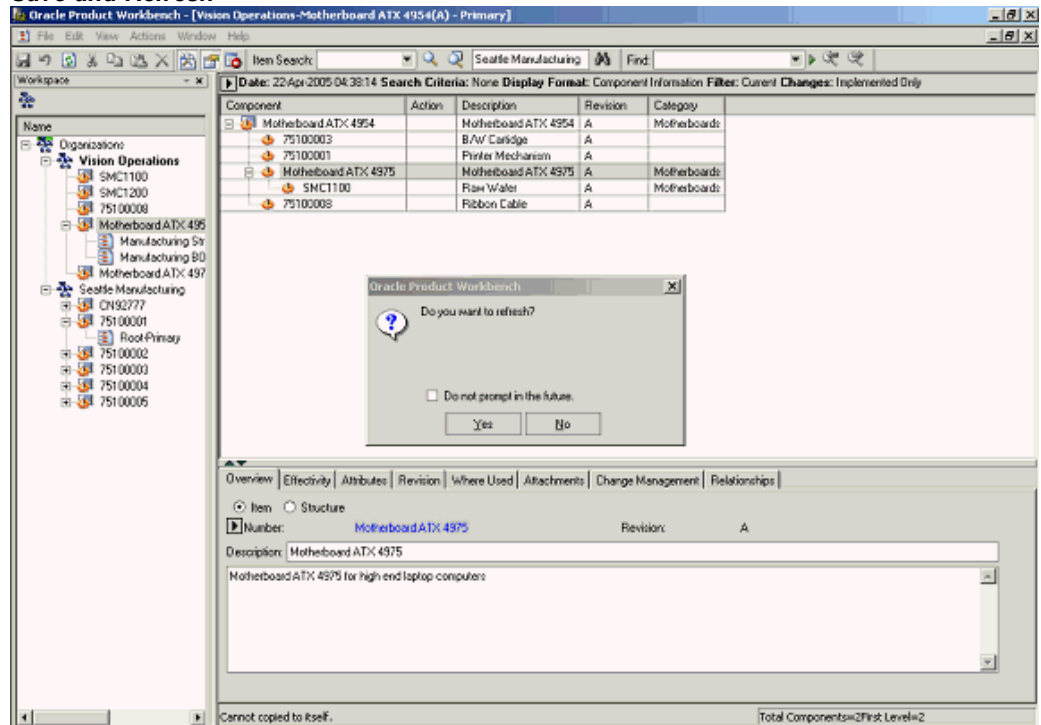 Save and Refresh
Oracle Product Workbench - [Vision Operations-Motherboard ATX 4954(A) - Primary]
File Edit View Actions Window Help
Item Search: Seattle Manufacturing Find:
Workspace
Date: 22-Apr-2005 04:38:14 Search Criteria: None Display Format: Component Information Filter: Current Changes: Implemented Only
Name
Organizations
Vision Operations
SMC1100
SMC1200
75100008
Motherboard ATX 495
Manufacturing Str
Manufacturing BO
Motherboard ATX 497
Seattle Manufacturing
CN92777
75100001
Root-Primary
75100002
75100003
75100004
75100005
Component Action Description Revision Category
Motherboard ATX 4954 Motherboard ATX 4954 A Motherboards
75100003 B/W Cartidge A
75100001 Printer Mechanism A
Motherboard ATX 4975 Motherboard ATX 4975 A Motherboards
SMC1100 Raw Wafer A Motherboards
75100008 Ribbon Cable A
Oracle Product Workbench
Do you want to refresh?
Do not prompt in the future.
Yes No
Overview Effectivity Attributes Revision Where Used Attachments Change Management Relationships
Item Structure
Number: Motherboard ATX 4975 Revision: A
Description: Motherboard ATX 4975
Motherboard ATX 4975 for high end laptop computers
Cannot copied to itself. Total Components=2First Level=2